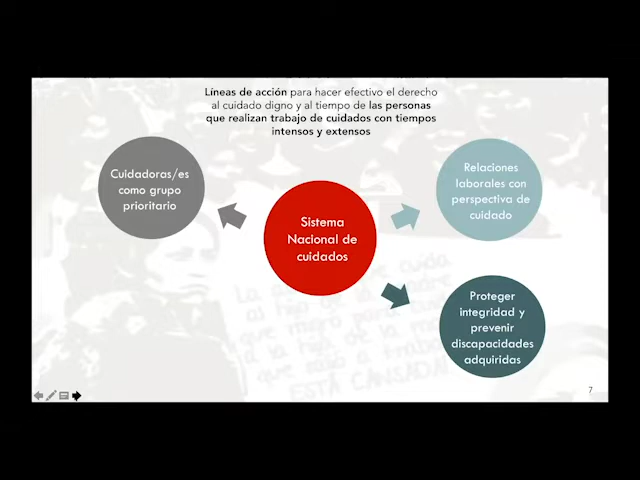 Líneas de acción para hacer efectivo el derecho
al cuidado digno y al tiempo de las personas
que realizan trabajo de cuidados con tiempos
intensos y extensos
Cuidadoras/es
como grupo
prioritario
Sistema
Nacional de
cuidados
Relaciones
laborales con
perspectiva de
cuidado
Proteger
integridad y
prevenir
discapacidades
adquiridas
ESTÁ CANSADA
7